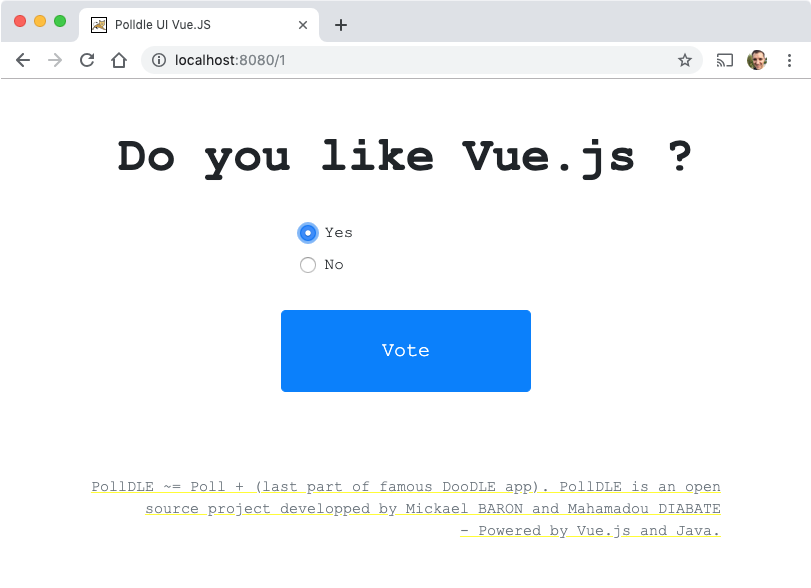 Polldle UI Vue.JS
localhost:8080/1
Do you like Vue.js ?
Yes
No
Vote
PollDLE ~= Poll + (last part of famous DooDLE app). PollDLE is an open
source project developped by Mickael BARON and Mahamadou DIABATE
- Powered by Vue.js and Java.